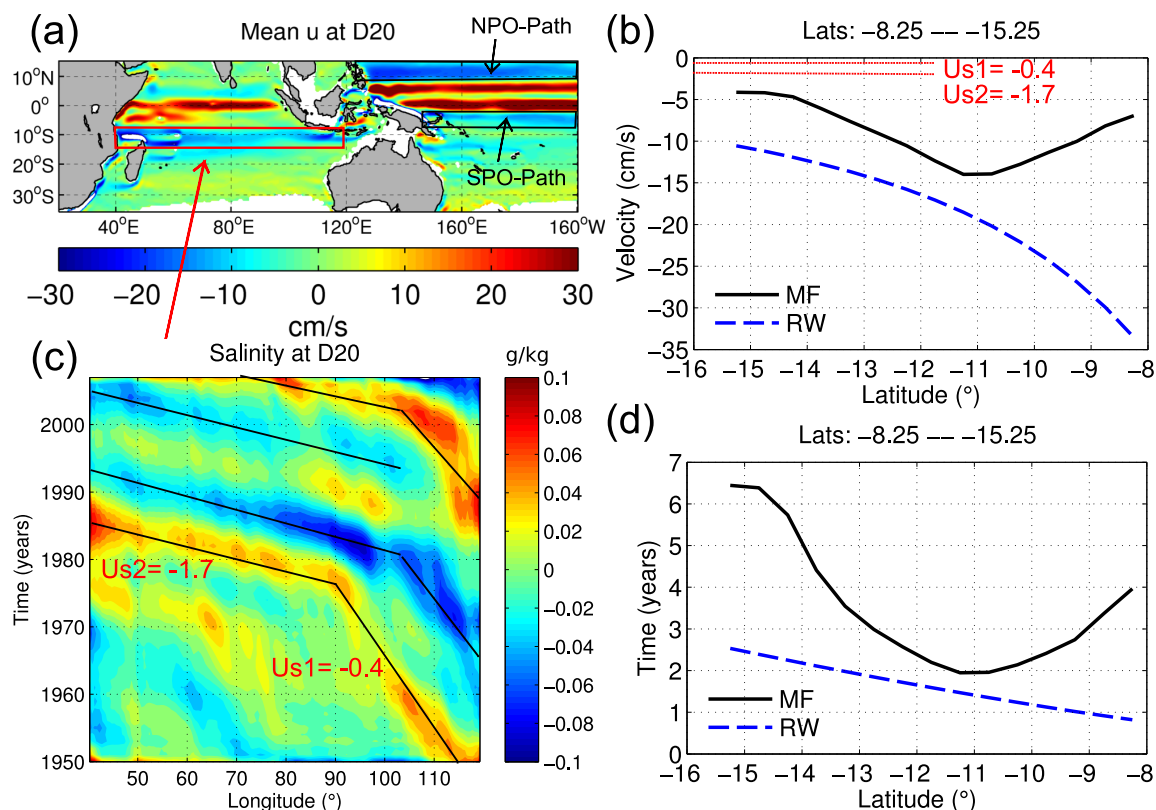 (a)
Mean u at D20
NPO-Path
10°N
0°
10°S
20°S
30°S
SPO-Path
40°E
80°E
120°E
160°E
160°W
−30
−20
−10
0
10
20
30
cm/s
(b)
Lats: −8.25 −− −15.25
Us1= -0.4
Us2= -1.7
0
−5
−10
−15
−20
−25
−30
−35
Velocity (cm/s)
MF
RW
−16
−15
−14
−13
−12
−11
−10
−9
−8
Latitude (°)
(c)
Salinity at D20
g/kg
2000
1990
1980
1970
1960
1950
Time (years)
Us2= -1.7
Us1= -0.4
50
60
70
80
90
100
110
Longitude (°)
0.1
0.08
0.06
0.04
0.02
0
−0.02
−0.04
−0.06
−0.08
−0.1
(d)
Lats: −8.25 −− −15.25
7
6
5
4
3
2
1
0
Time (years)
MF
RW
−16
−15
−14
−13
−12
−11
−10
−9
−8
Latitude (°)